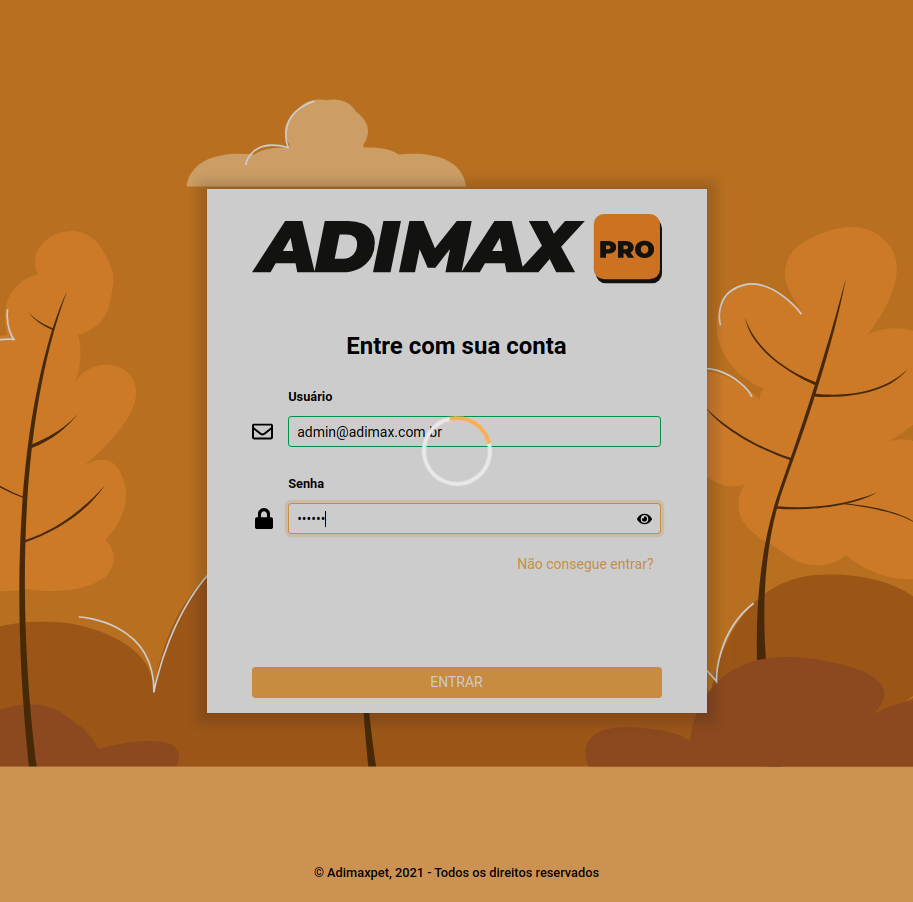 ADIMAX PRO
Entre com sua conta
Usuário
admin@adimax.com.br
Senha
••••••
Não consegue entrar?
ENTRAR
© Adimaxpet, 2021 - Todos os direitos reservados